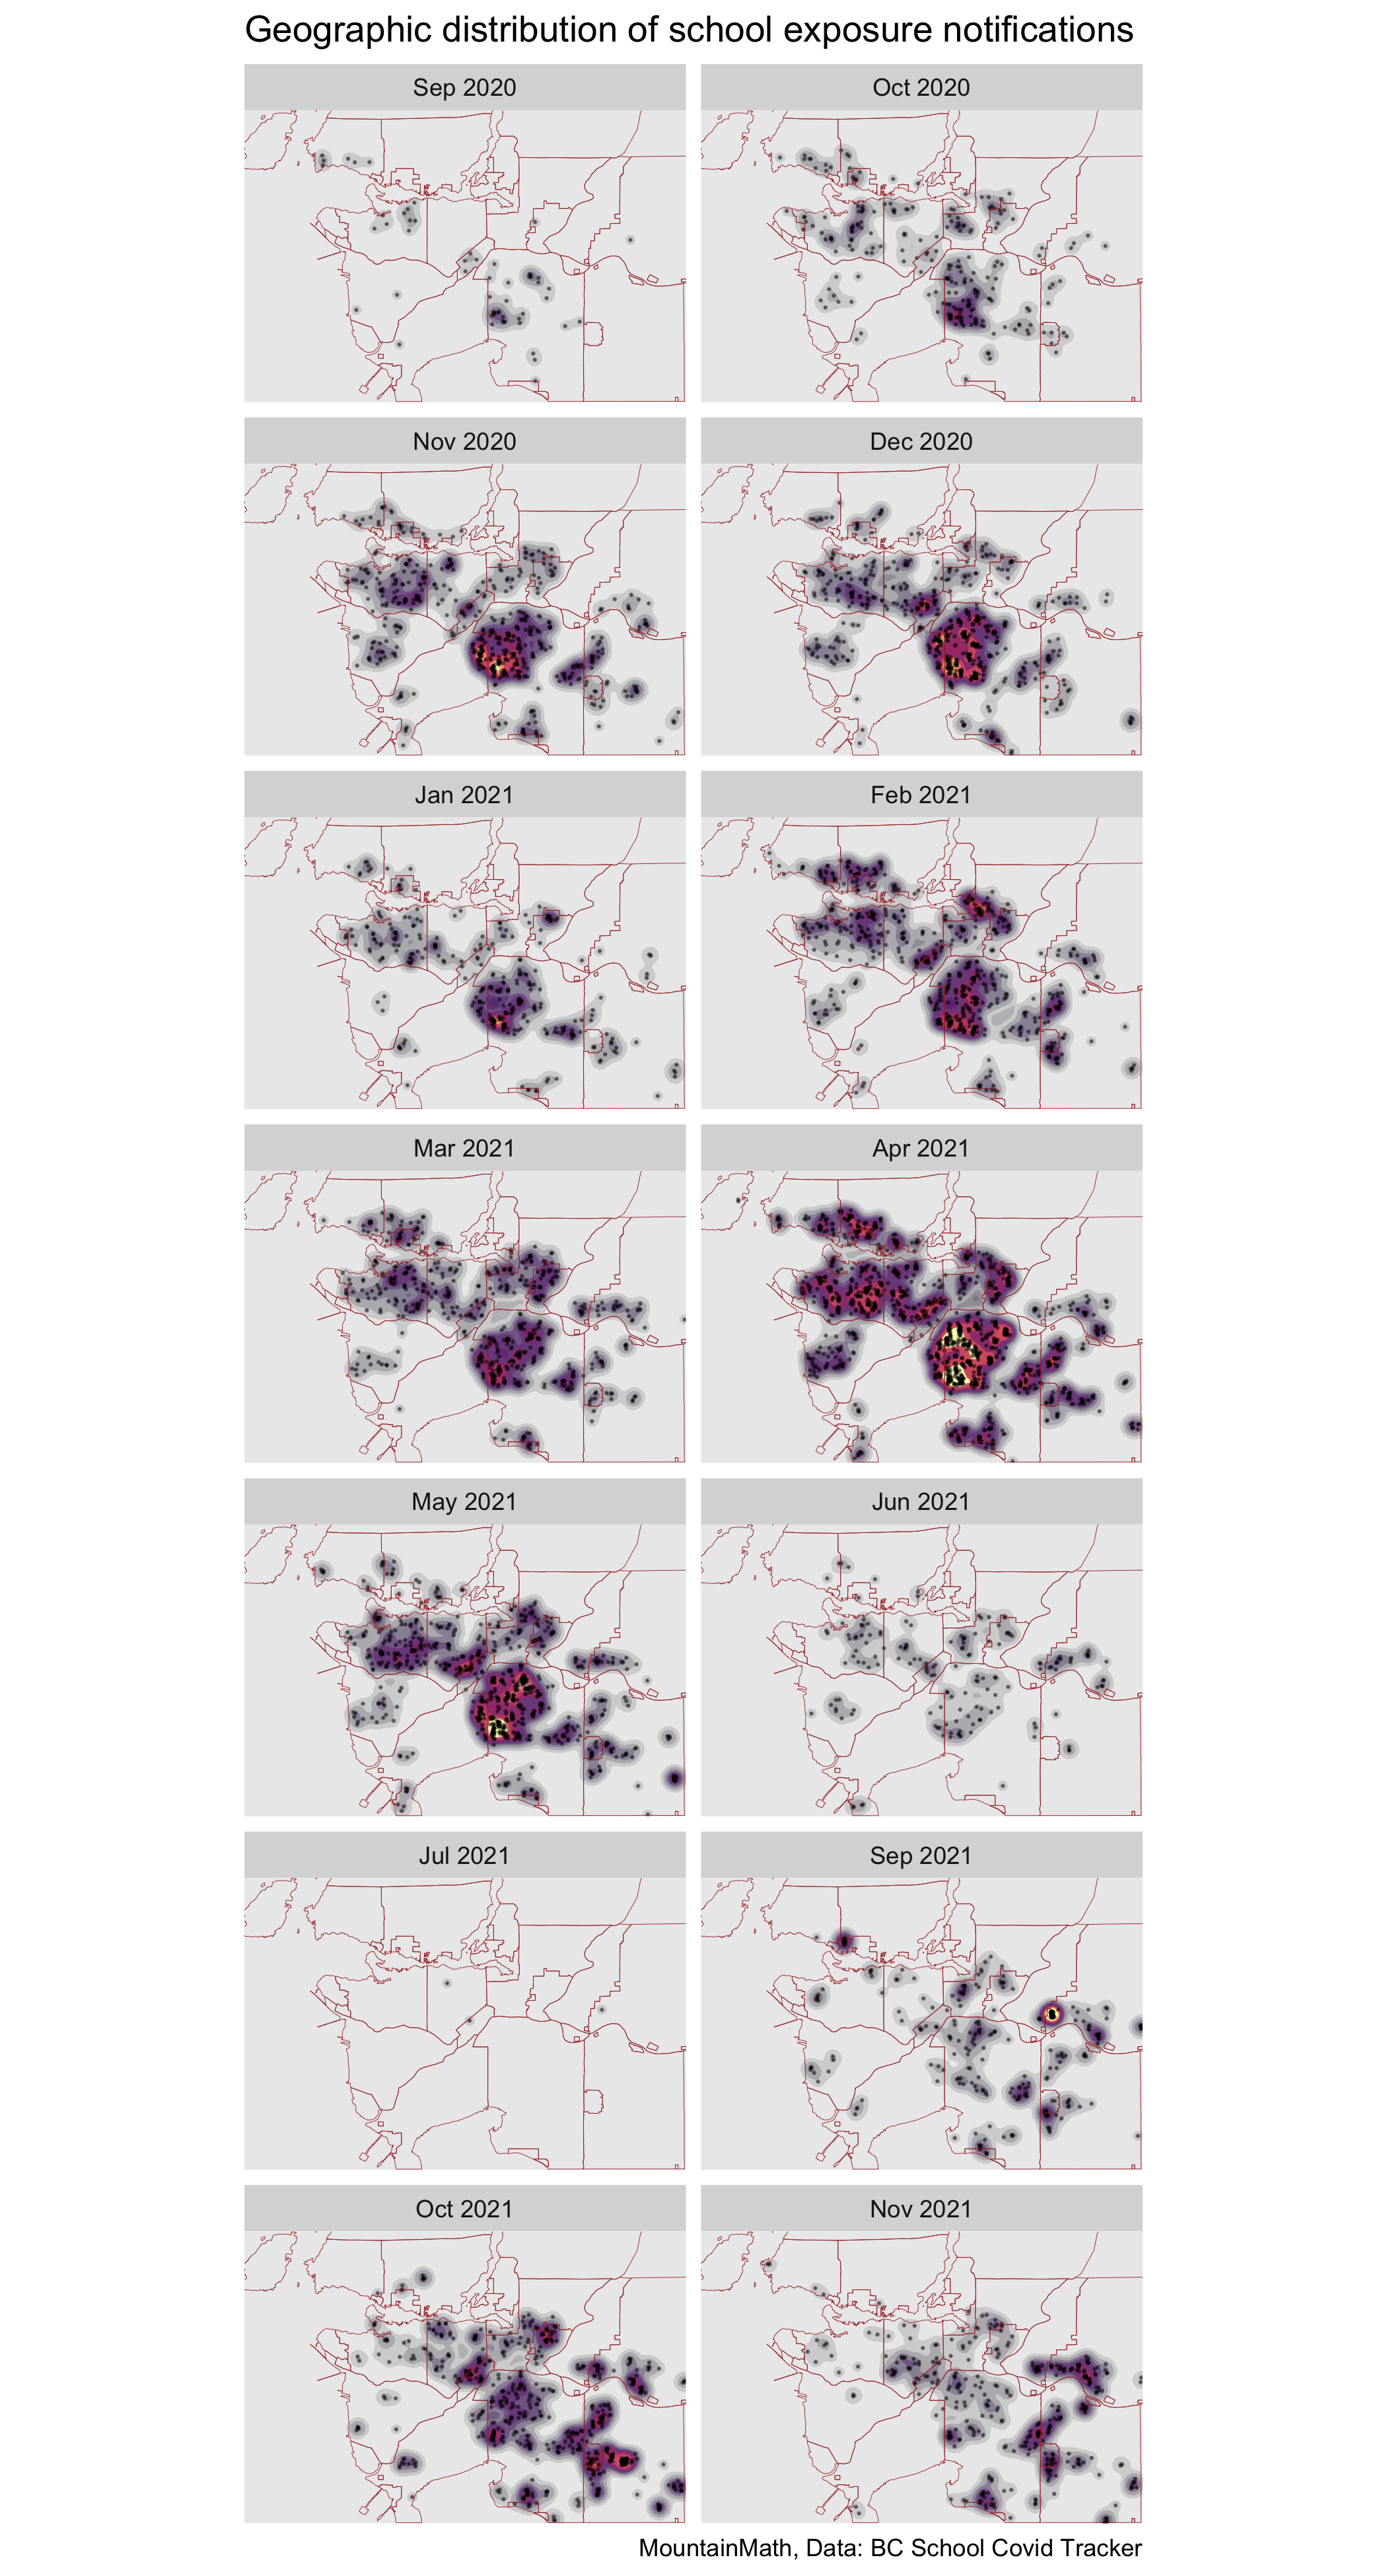 Geographic distribution of school exposure notifications
Sep 2020
Oct 2020
Nov 2020
Dec 2020
Jan 2021
Feb 2021
Mar 2021
Apr 2021
May 2021
Jun 2021
Jul 2021
Sep 2021
Oct 2021
Nov 2021
MountainMath, Data: BC School Covid Tracker